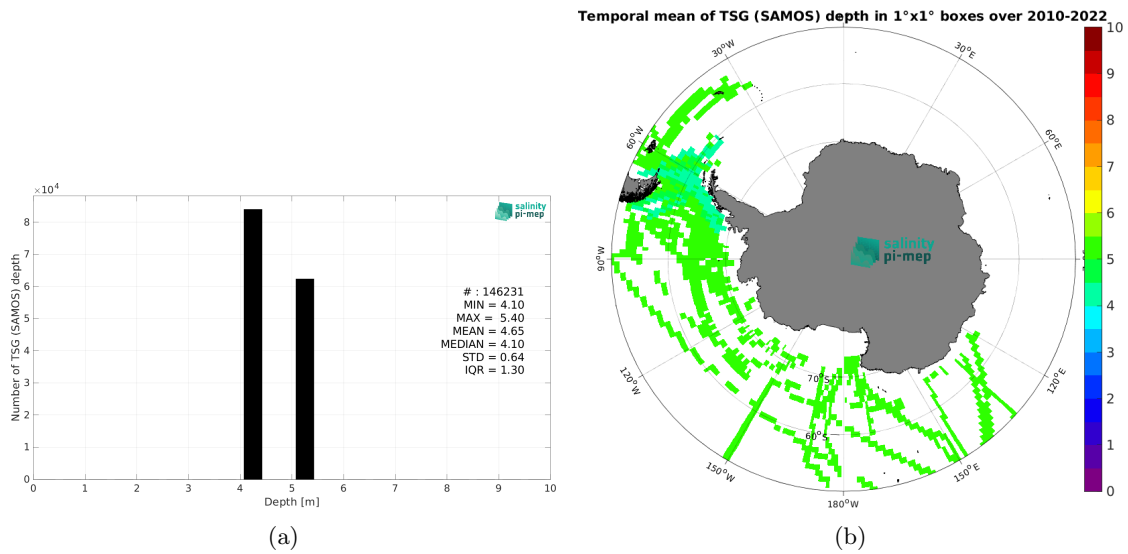 Temporal mean of TSG (SAMOS) depth in 1°x1° boxes over 2010-2022
×10⁴
8
7
6
5
4
3
2
1
0
Number of TSG (SAMOS) depth
0 1 2 3 4 5 6 7 8 9 10
Depth [m]
salinity
pi-mep
# : 146231
MIN = 4.10
MAX = 5.40
MEAN = 4.65
MEDIAN = 4.10
STD = 0.64
IQR = 1.30
(a)
30°W
30°E
60°W
60°E
90°W
120°W
120°E
150°W
150°E
180°W
70°S
60°S
salinity
pi-mep
10
9
8
7
6
5
4
3
2
1
0
(b)